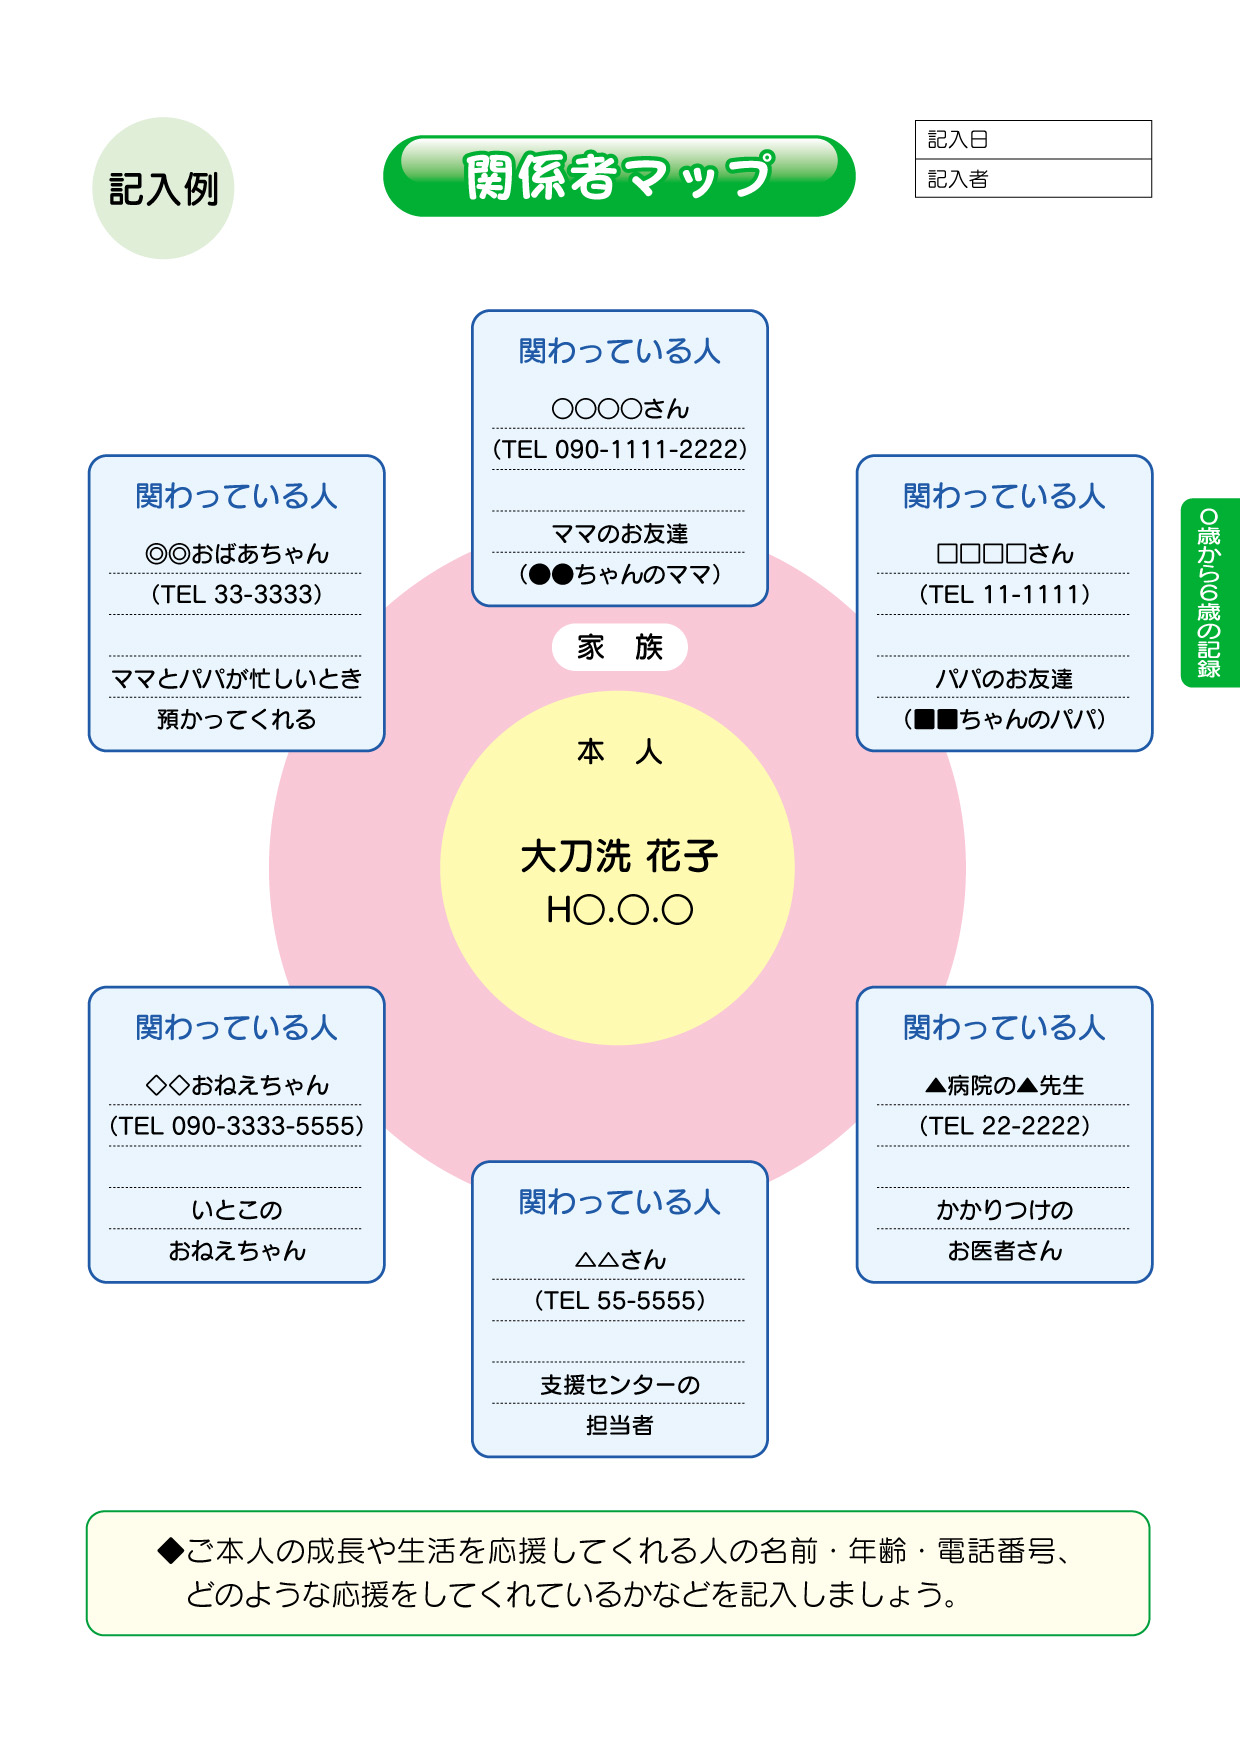 記入例
関係者マップ
記入日
記入者
関わっている人
○○○○さん
(TEL 090-1111-2222)
ママのお友達
(●●ちゃんのママ)
関わっている人
◎◎おばあちゃん
(TEL 33-3333)
ママとパパが忙しいとき
預かってくれる
関わっている人
□□□□さん
(TEL 11-1111)
パパのお友達
(■■ちゃんのパパ)
0歳から6歳の記録
家　族
本　人
大刀洗 花子
H○.○.○
関わっている人
◇◇おねえちゃん
(TEL 090-3333-5555)
いとこの
おねえちゃん
関わっている人
△△さん
(TEL 55-5555)
支援センターの
担当者
関わっている人
▲病院の▲先生
(TEL 22-2222)
かかりつけの
お医者さん
◆ご本人の成長や生活を応援してくれる人の名前・年齢・電話番号、
どのような応援をしてくれているかなどを記入しましょう。